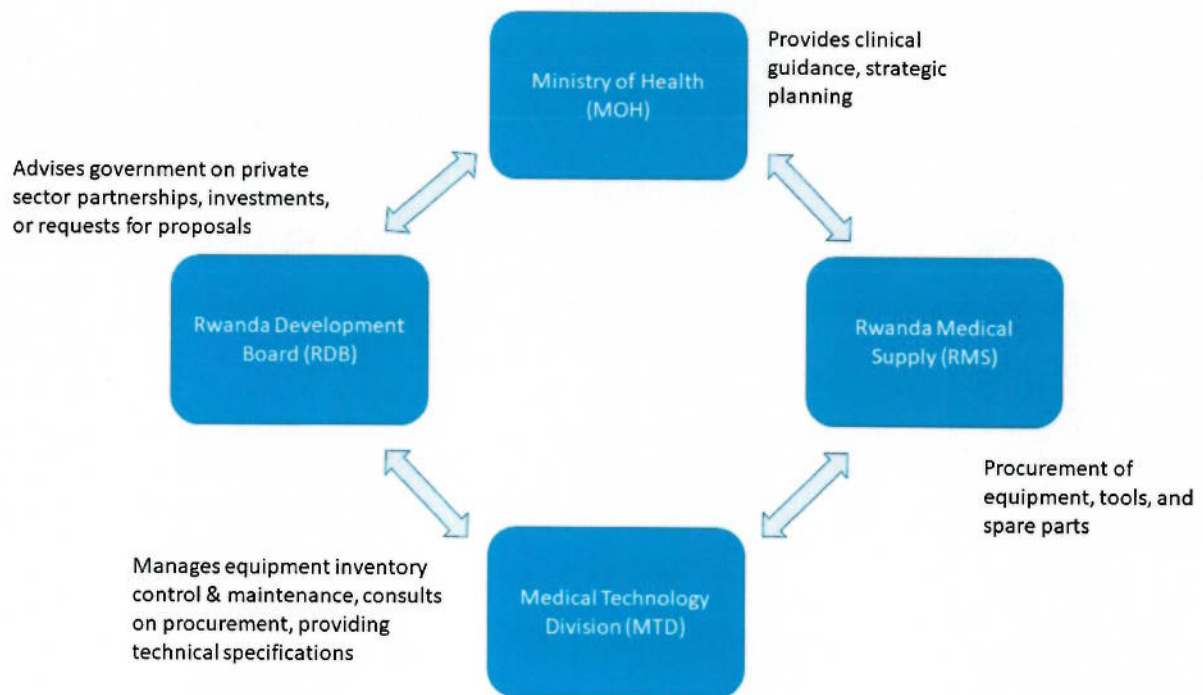 Ministry of Health
(MOH)
Provides clinical
guidance, strategic
planning
Advises government on private
sector partnerships, investments,
or requests for proposals
Rwanda Development
Board (RDB)
Rwanda Medical
Supply (RMS)
Procurement of
equipment, tools, and
spare parts
Manages equipment inventory
control & maintenance, consults
on procurement, providing
technical specifications
Medical Technology
Division (MTD)